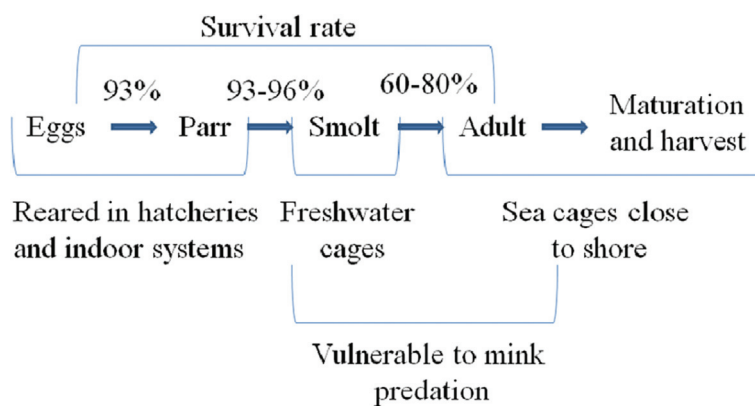 Survival rate
93% 93-96% 60-80%
Eggs Parr Smolt Adult Maturation
and harvest
Reared in hatcheries
and indoor systems
Freshwater
cages
Sea cages close
to shore
Vulnerable to mink
predation